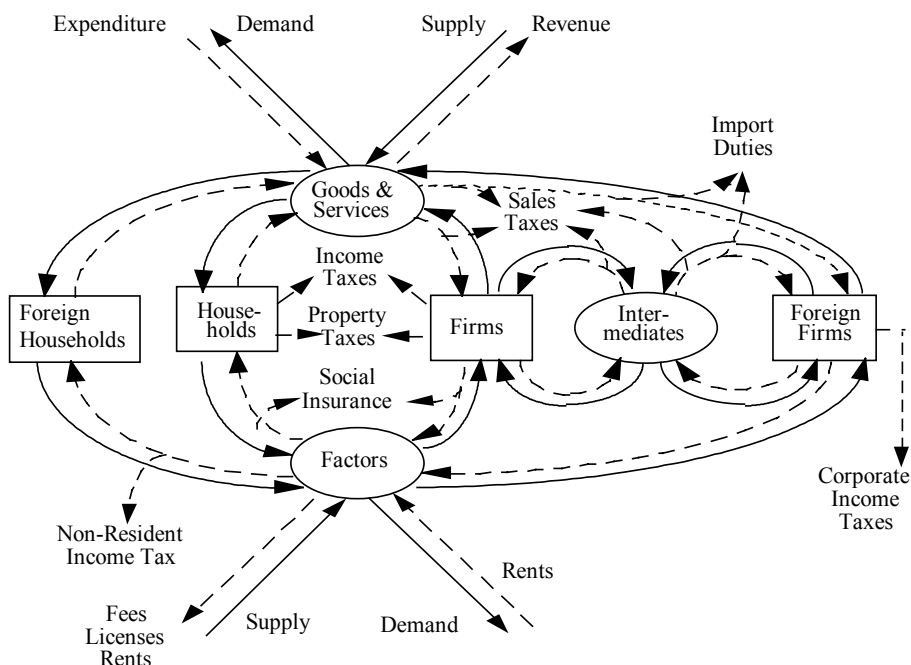 Expenditure
Demand
Supply
Revenue
Import
Duties
Goods &
Services
Sales
Taxes
Income
Taxes
Foreign
Households
House-
holds
Property
Taxes
Firms
Inter-
mediates
Foreign
Firms
Social
Insurance
Factors
Corporate
Income
Taxes
Non-Resident
Income Tax
Rents
Fees
Licenses
Rents
Supply
Demand